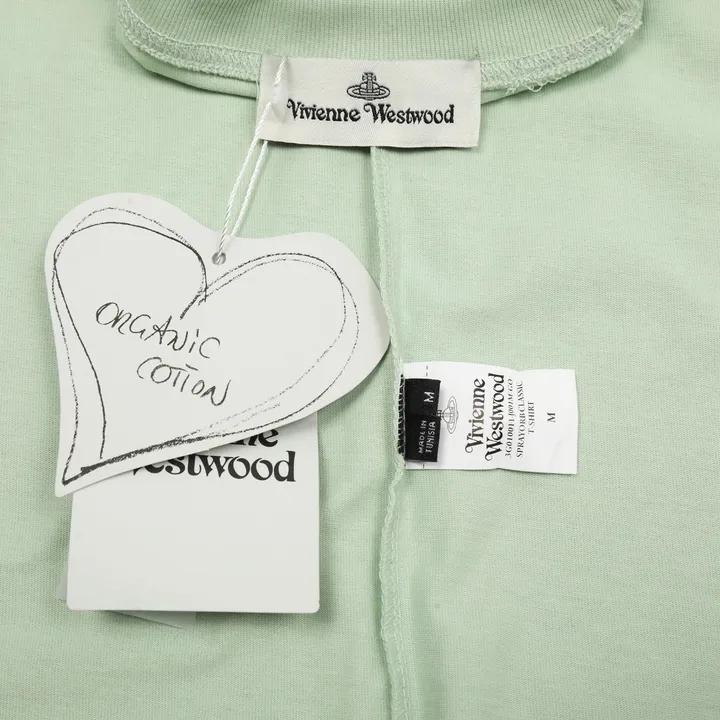 Vivienne Westwood
ORGANIC
COTTON
Westwood
M
MADE IN
TUNISIA
Vivienne
Westwood
SPRAY ORB CLASSIC
T-SHIRT
M